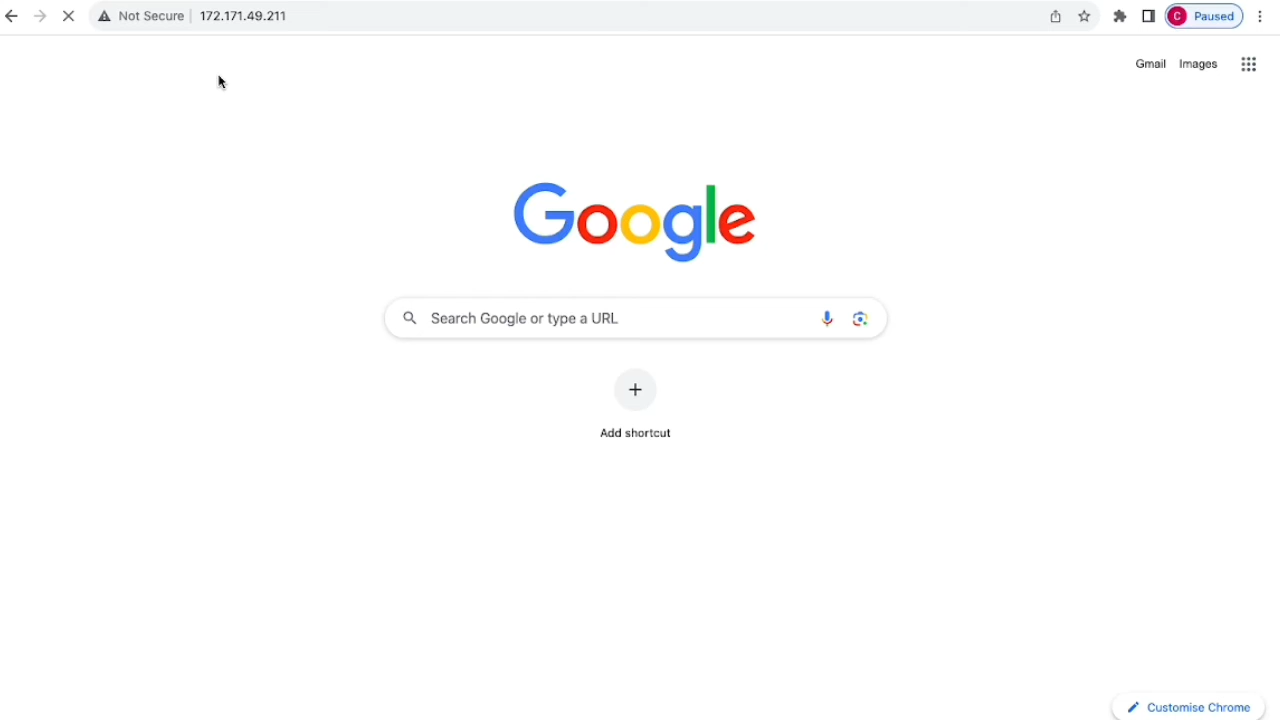 Not Secure 172.171.49.211
C Paused
Gmail Images
Google
Search Google or type a URL
Add shortcut
Customise Chrome